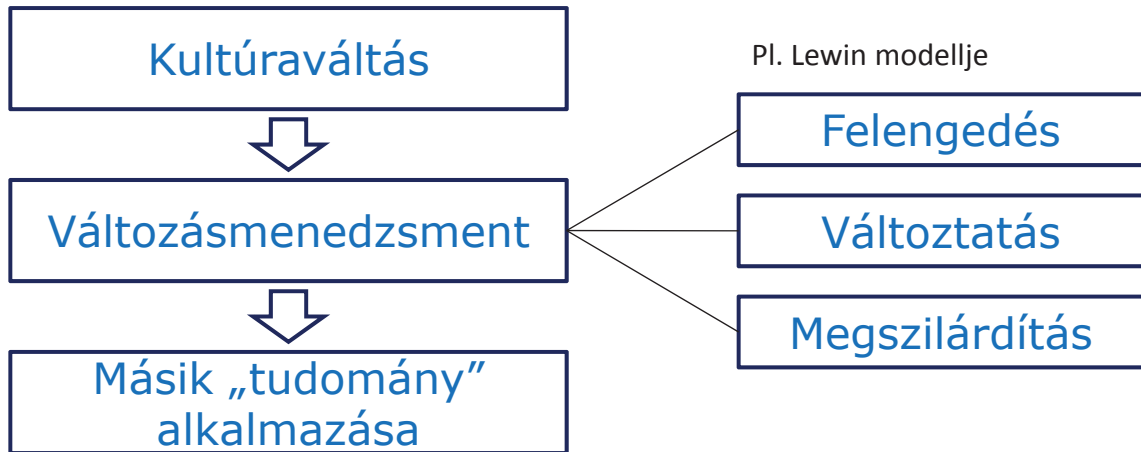 Kultúraváltás
Változásmenedzsment
Másik „tudomány”
alkalmazása
Pl. Lewin modellje
Felengedés
Változtatás
Megszilárdítás